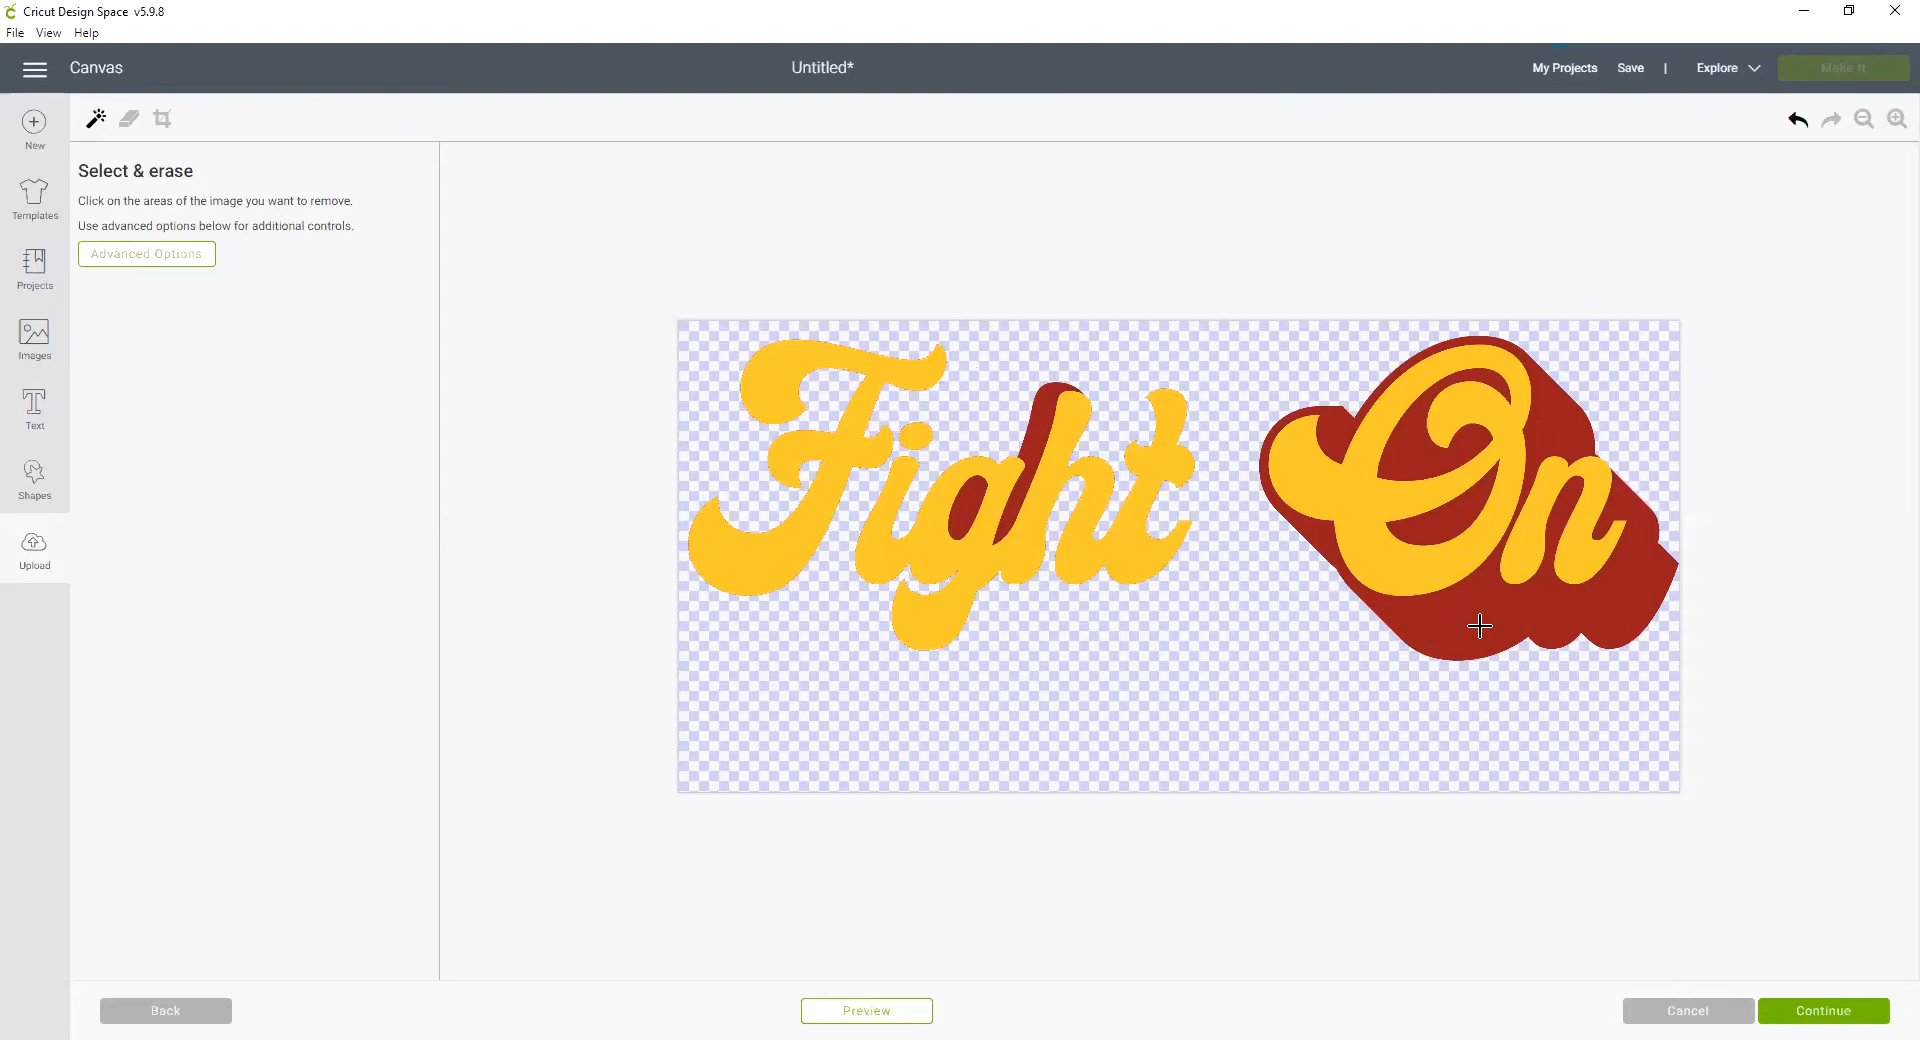 Cricut Design Space v5.9.8
File View Help
Canvas
Untitled*
My Projects Save | Explore
Make It
New
Templates
Projects
Images
Text
Shapes
Upload
Select & erase
Click on the areas of the image you want to remove.
Use advanced options below for additional controls.
Advanced Options
Fight On
Back
Preview
Cancel
Continue